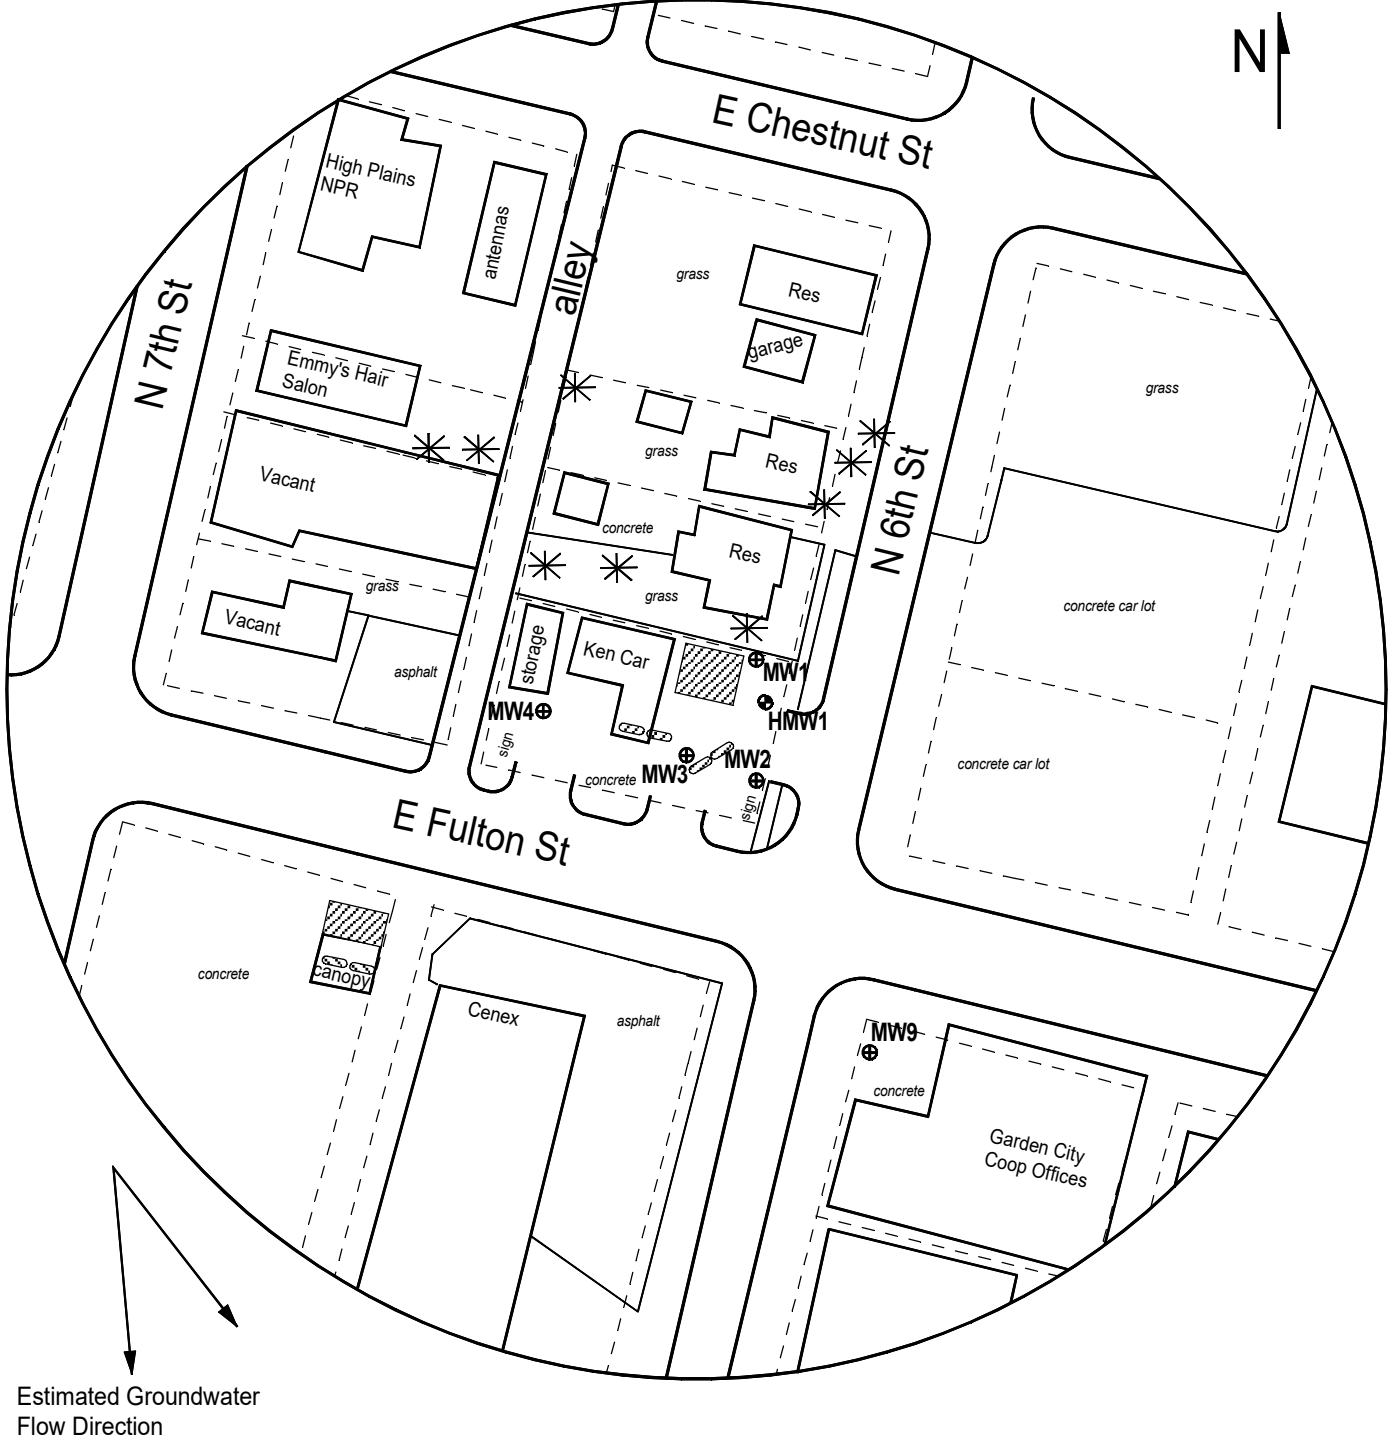 N
E Chestnut St
High Plains
NPR
antennas
alley
grass
Res
garage
N 7th St
Emmy's Hair
Salon
grass
grass
Res
N 6th St
Vacant
concrete
Res
grass
grass
concrete car lot
Vacant
storage
Ken Car
asphalt
MW1
MW4
HMW1
sign
MW3
MW2
concrete
sign
concrete car lot
E Fulton St
concrete
canopy
Cenex
asphalt
MW9
concrete
Garden City
Coop Offices
Estimated Groundwater
Flow Direction